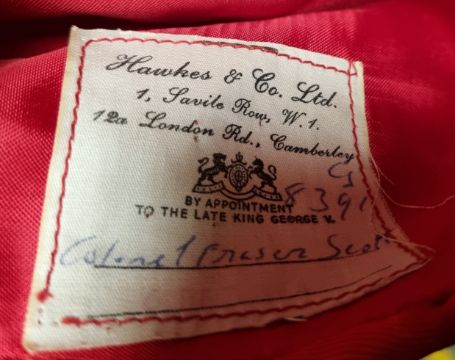 Hawkes & Co. Ltd.
1, Savile Row, W.1.
12a London Rd., Camberley
BY APPOINTMENT
TO THE LATE KING GEORGE V.
839
Colonel Fraser Scott